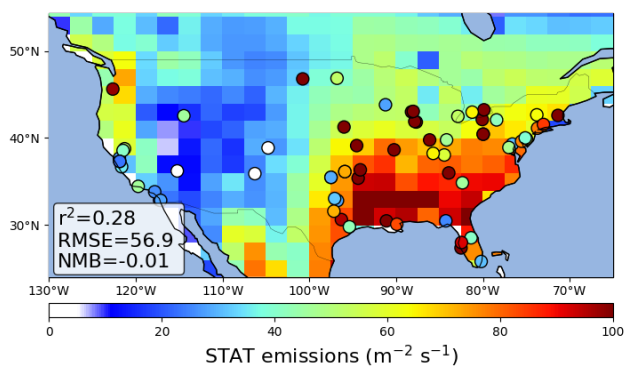 50°N
40°N
30°N
r²=0.28
RMSE=56.9
NMB=-0.01
130°W 120°W 110°W 100°W 90°W 80°W 70°W
0 20 40 60 80 100
STAT emissions (m⁻² s⁻¹)